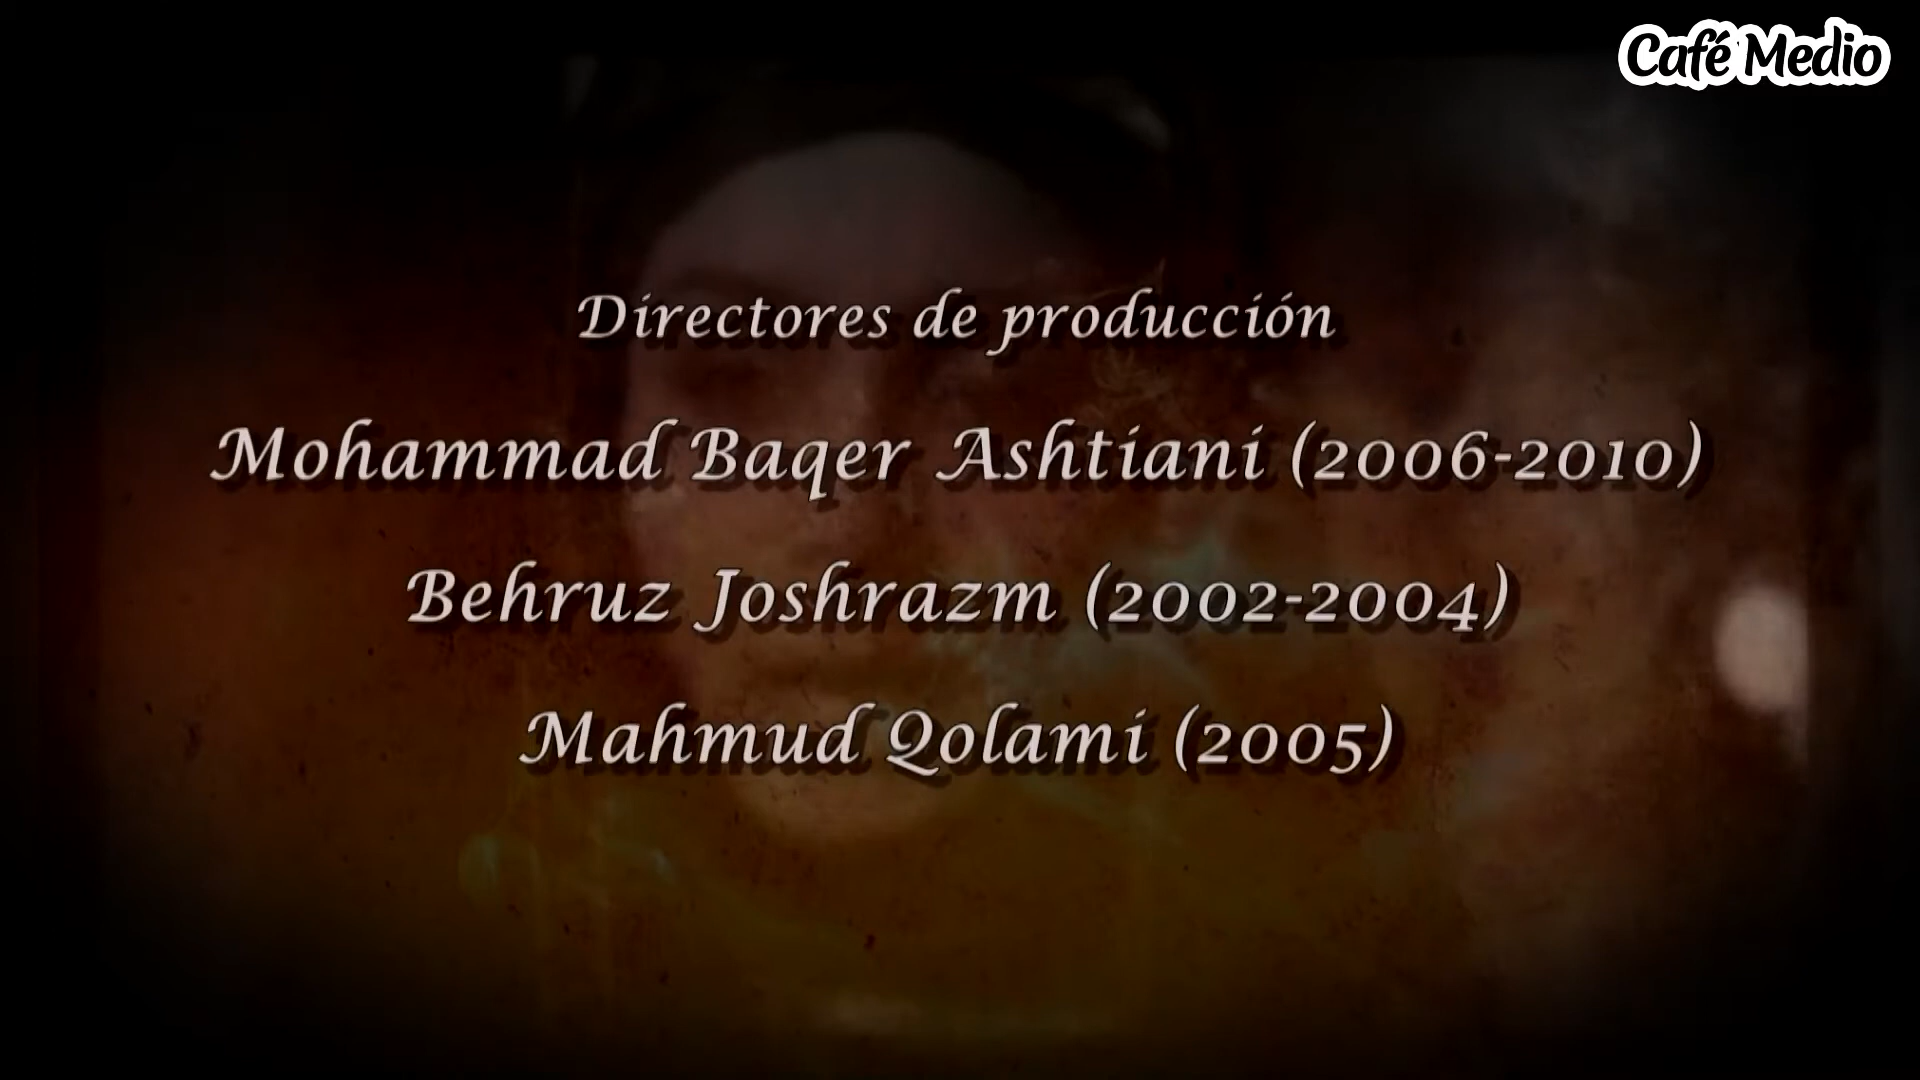 Café Medio
Directores de producción
Mohammad Baqer Ashtiani (2006-2010)
Behruz Joshrazm (2002-2004)
Mahmud Qolami (2005)